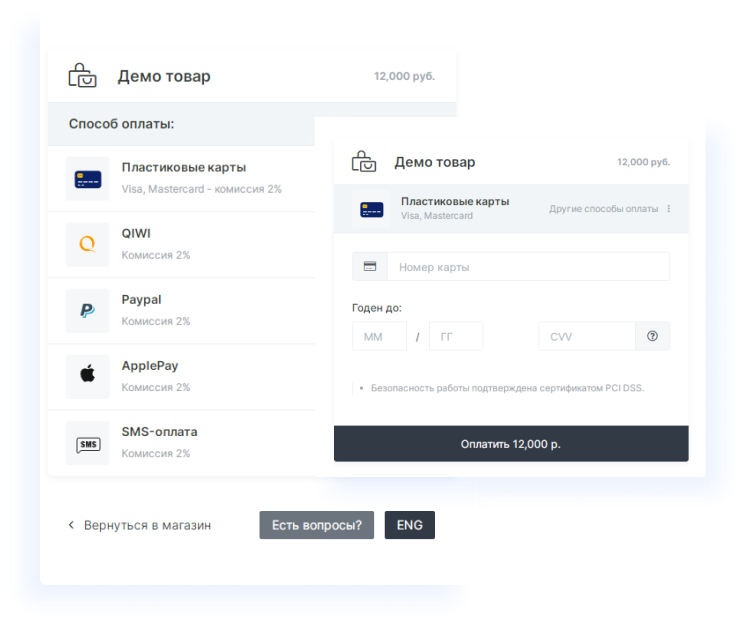 Демо товар
12,000 руб.
Способ оплаты:
Пластиковые карты
Visa, Mastercard - комиссия 2%
QIWI
Комиссия 2%
Paypal
Комиссия 2%
ApplePay
Комиссия 2%
SMS
SMS-оплата
Комиссия 2%
Вернуться в магазин
Есть вопросы?
ENG
Демо товар
12,000 руб.
Пластиковые карты
Visa, Mastercard
Другие способы оплаты
Номер карты
Годен до:
ММ / ГГ
CVV
• Безопасность работы подтверждена сертификатом PCI DSS.
Оплатить 12,000 р.